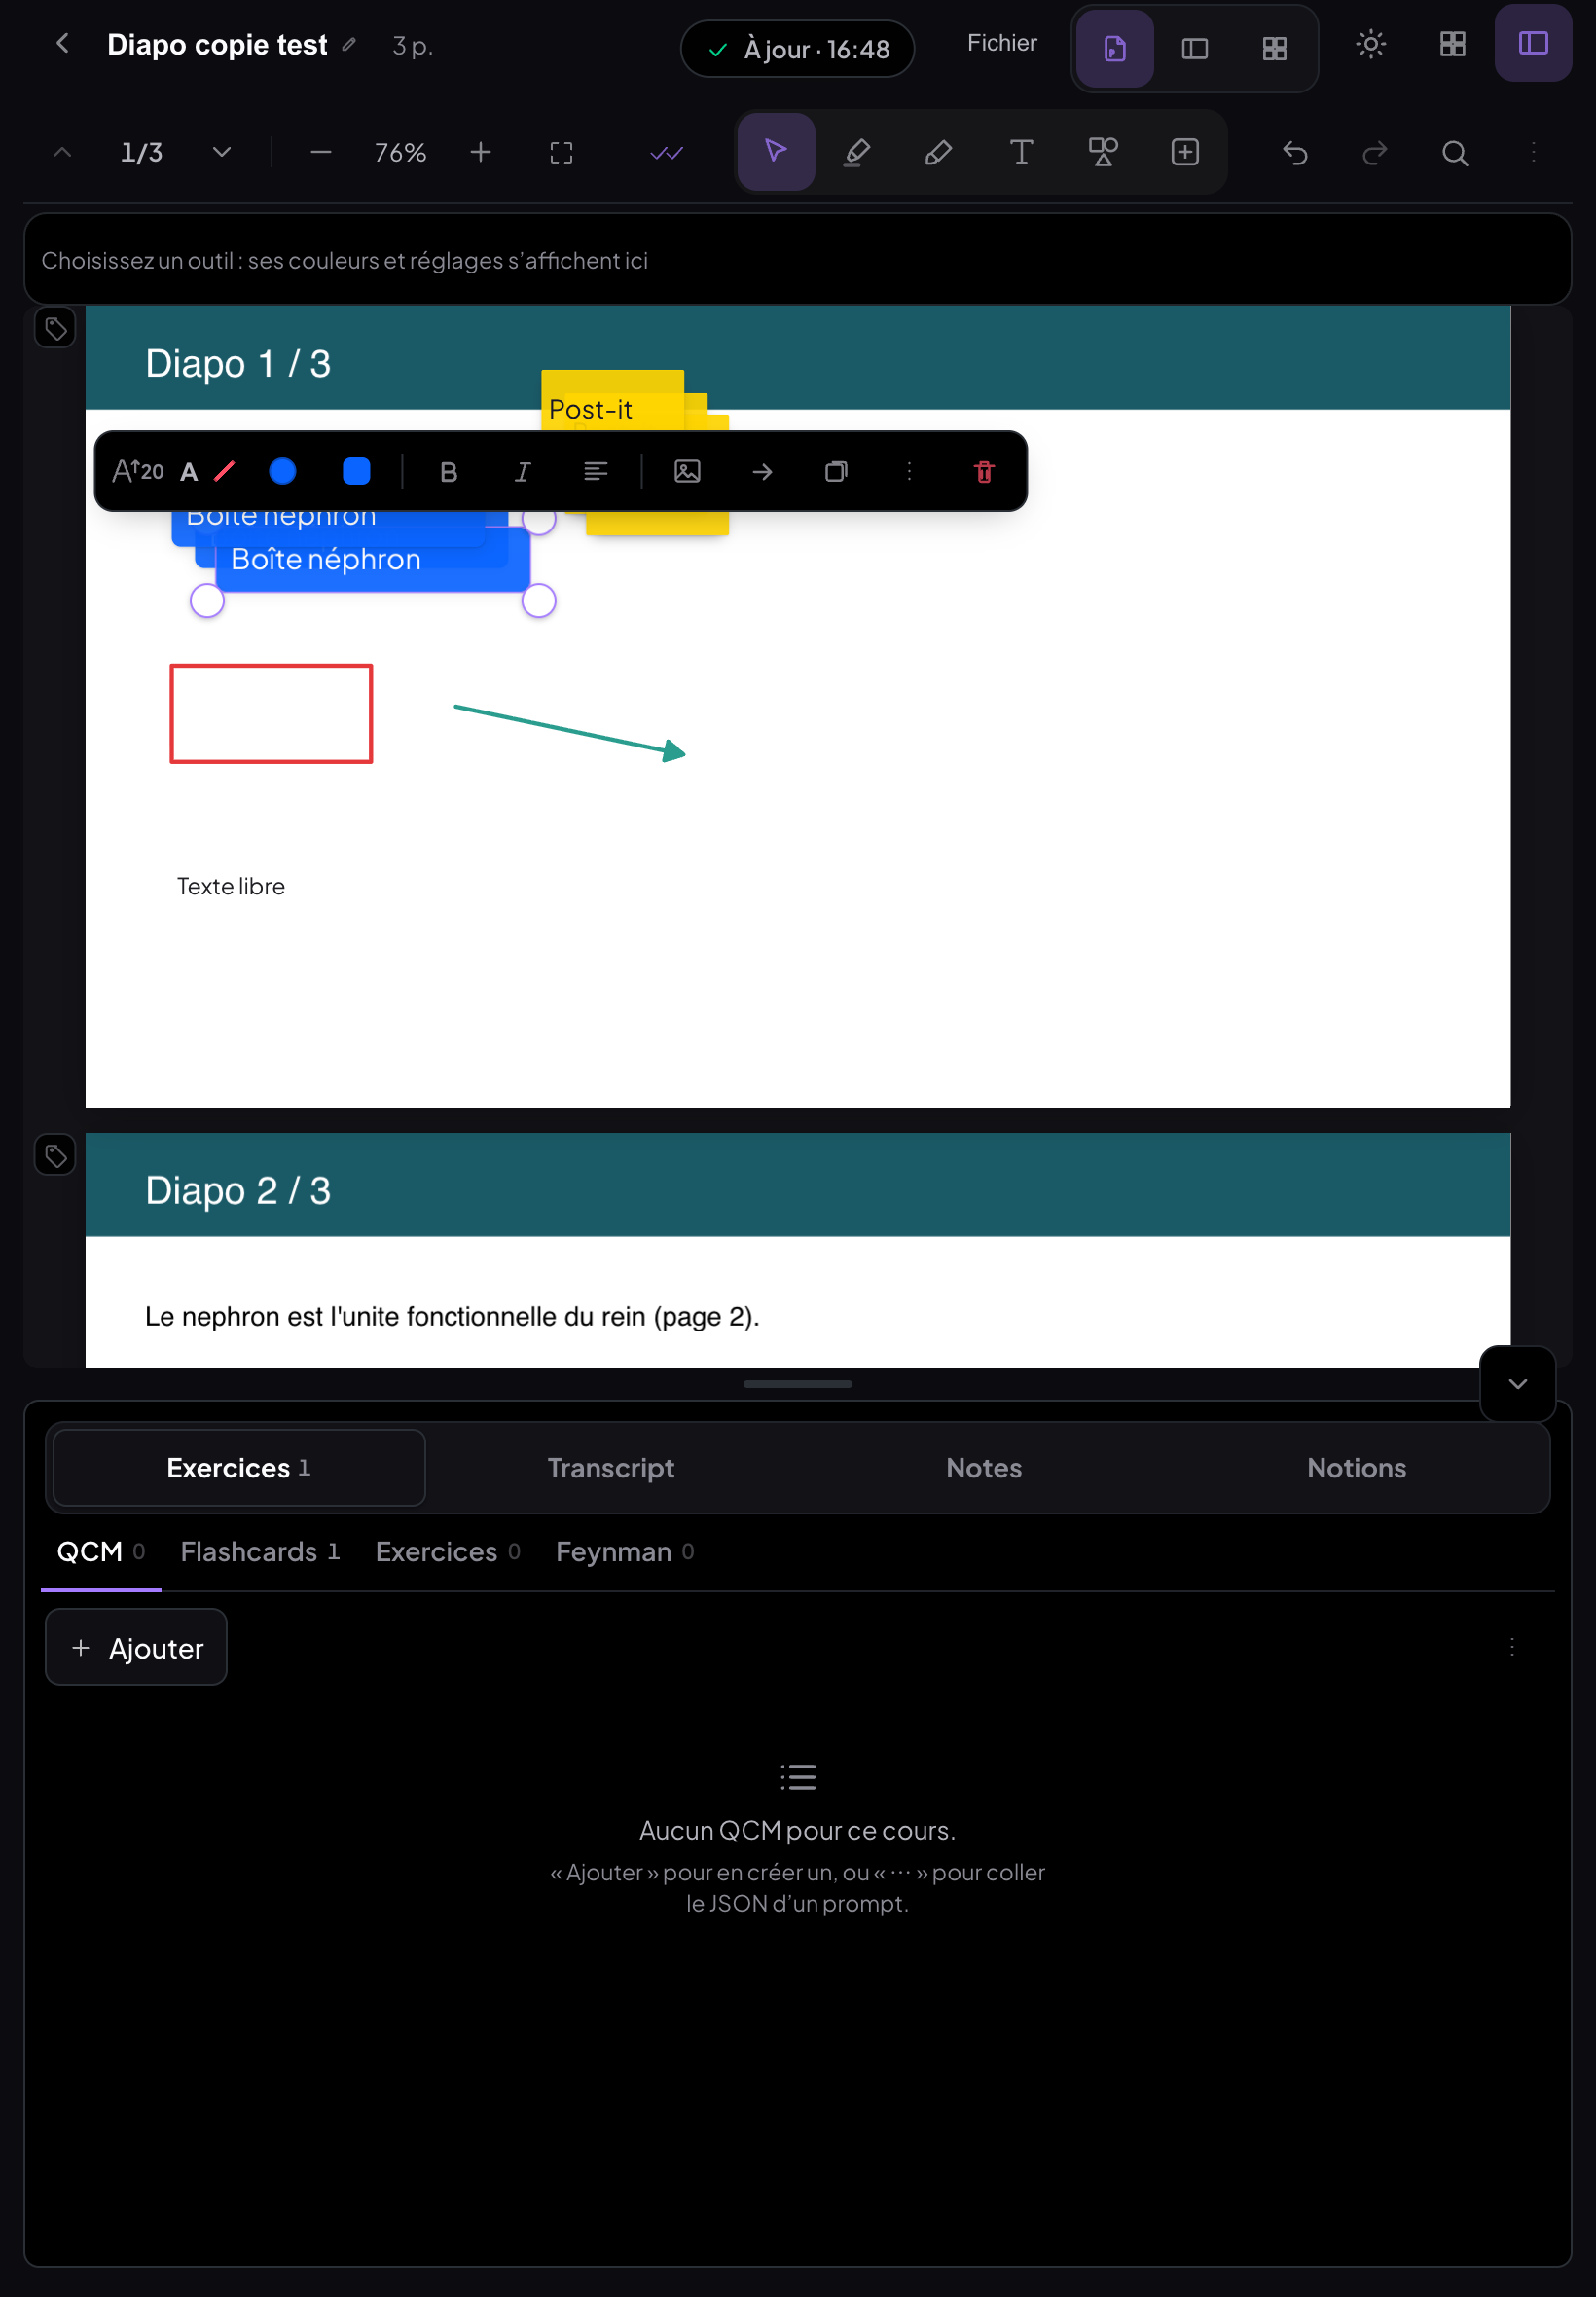 Diapo copie test 3 p. À jour · 16:48 Fichier
1/3 76%
Choisissez un outil : ses couleurs et réglages s’affichent ici
Diapo 1 / 3
Post-it
20 A B I
Boîte néphron
Boîte néphron
Texte libre
Diapo 2 / 3
Le nephron est l'unite fonctionnelle du rein (page 2).
Exercices 1 Transcript Notes Notions
QCM 0 Flashcards 1 Exercices 0 Feynman 0
+ Ajouter
Aucun QCM pour ce cours.
« Ajouter » pour en créer un, ou « ··· » pour coller
le JSON d’un prompt.